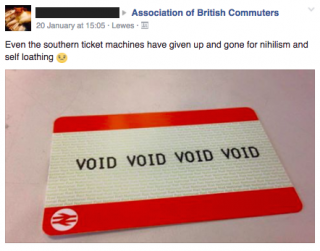 Association of British Commuters
20 January at 15:05 · Lewes ·
Even the southern ticket machines have given up and gone for nihilism and
self loathing
VOID VOID VOID VOID